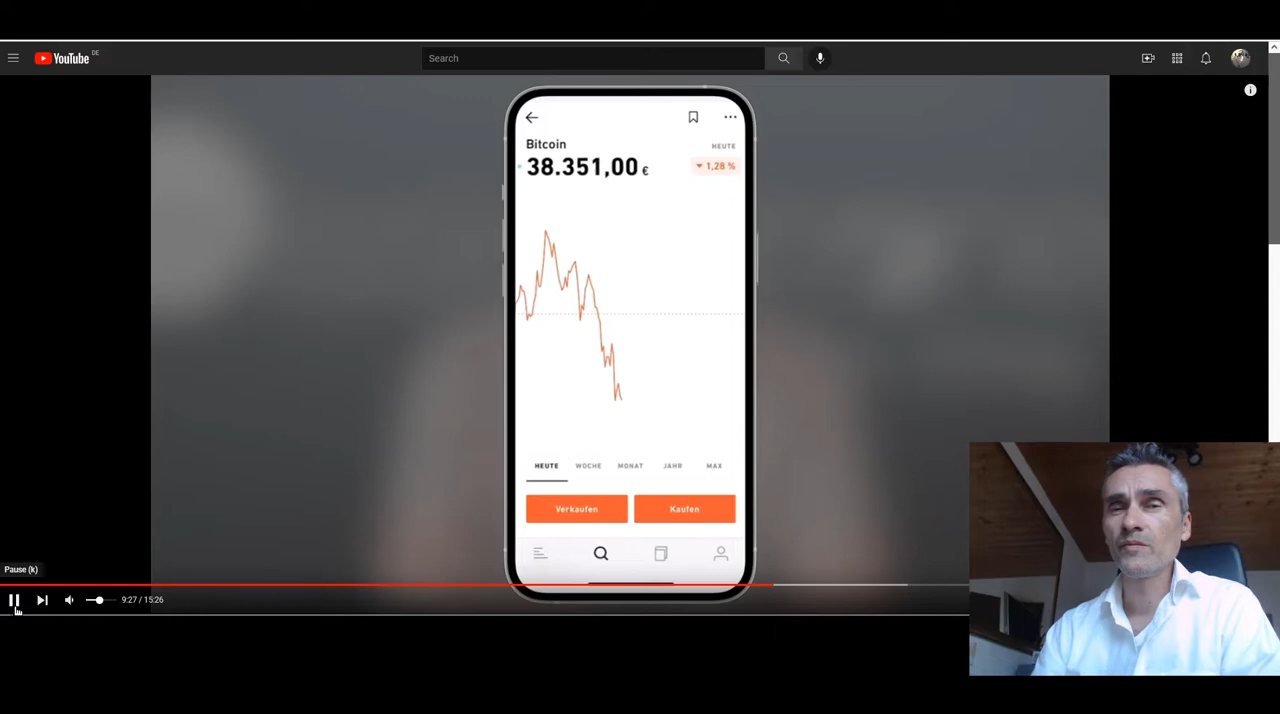 YouTube DE
Search
Bitcoin
HEUTE
38.351,00 €
1,28 %
HEUTE WOCHE MONAT JAHR MAX
Verkaufen Kaufen
Pause (k)
9:27 / 15:26